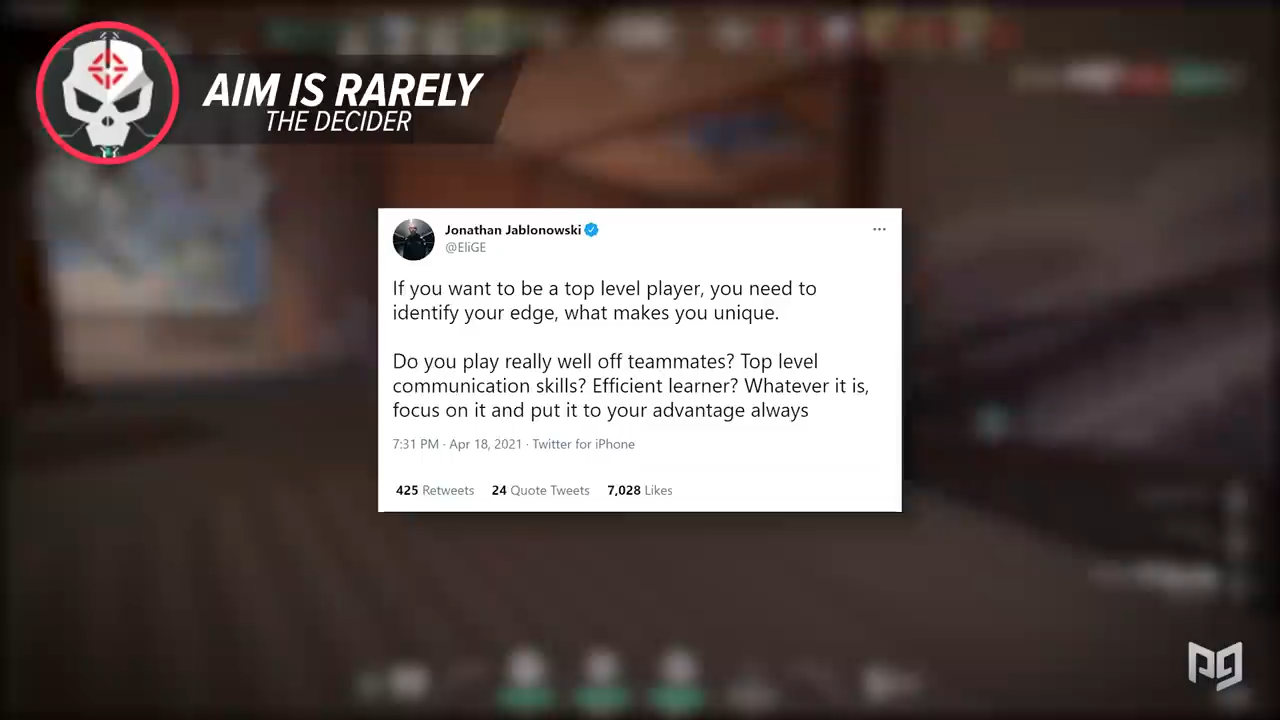 AIM IS RARELY
THE DECIDER
Jonathan Jablonowski
@EliGE
If you want to be a top level player, you need to
identify your edge, what makes you unique.
Do you play really well off teammates? Top level
communication skills? Efficient learner? Whatever it is,
focus on it and put it to your advantage always
7:31 PM · Apr 18, 2021 · Twitter for iPhone
425 Retweets 24 Quote Tweets 7,028 Likes